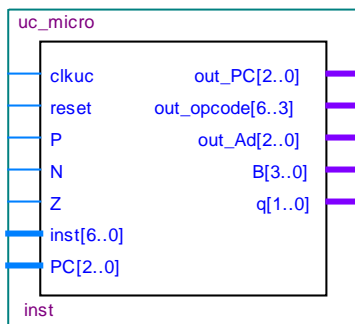 uc_micro
clkuc out_PC[2..0]
reset out_opcode[6..3]
P out_Ad[2..0]
N B[3..0]
Z q[1..0]
inst[6..0]
PC[2..0]
inst